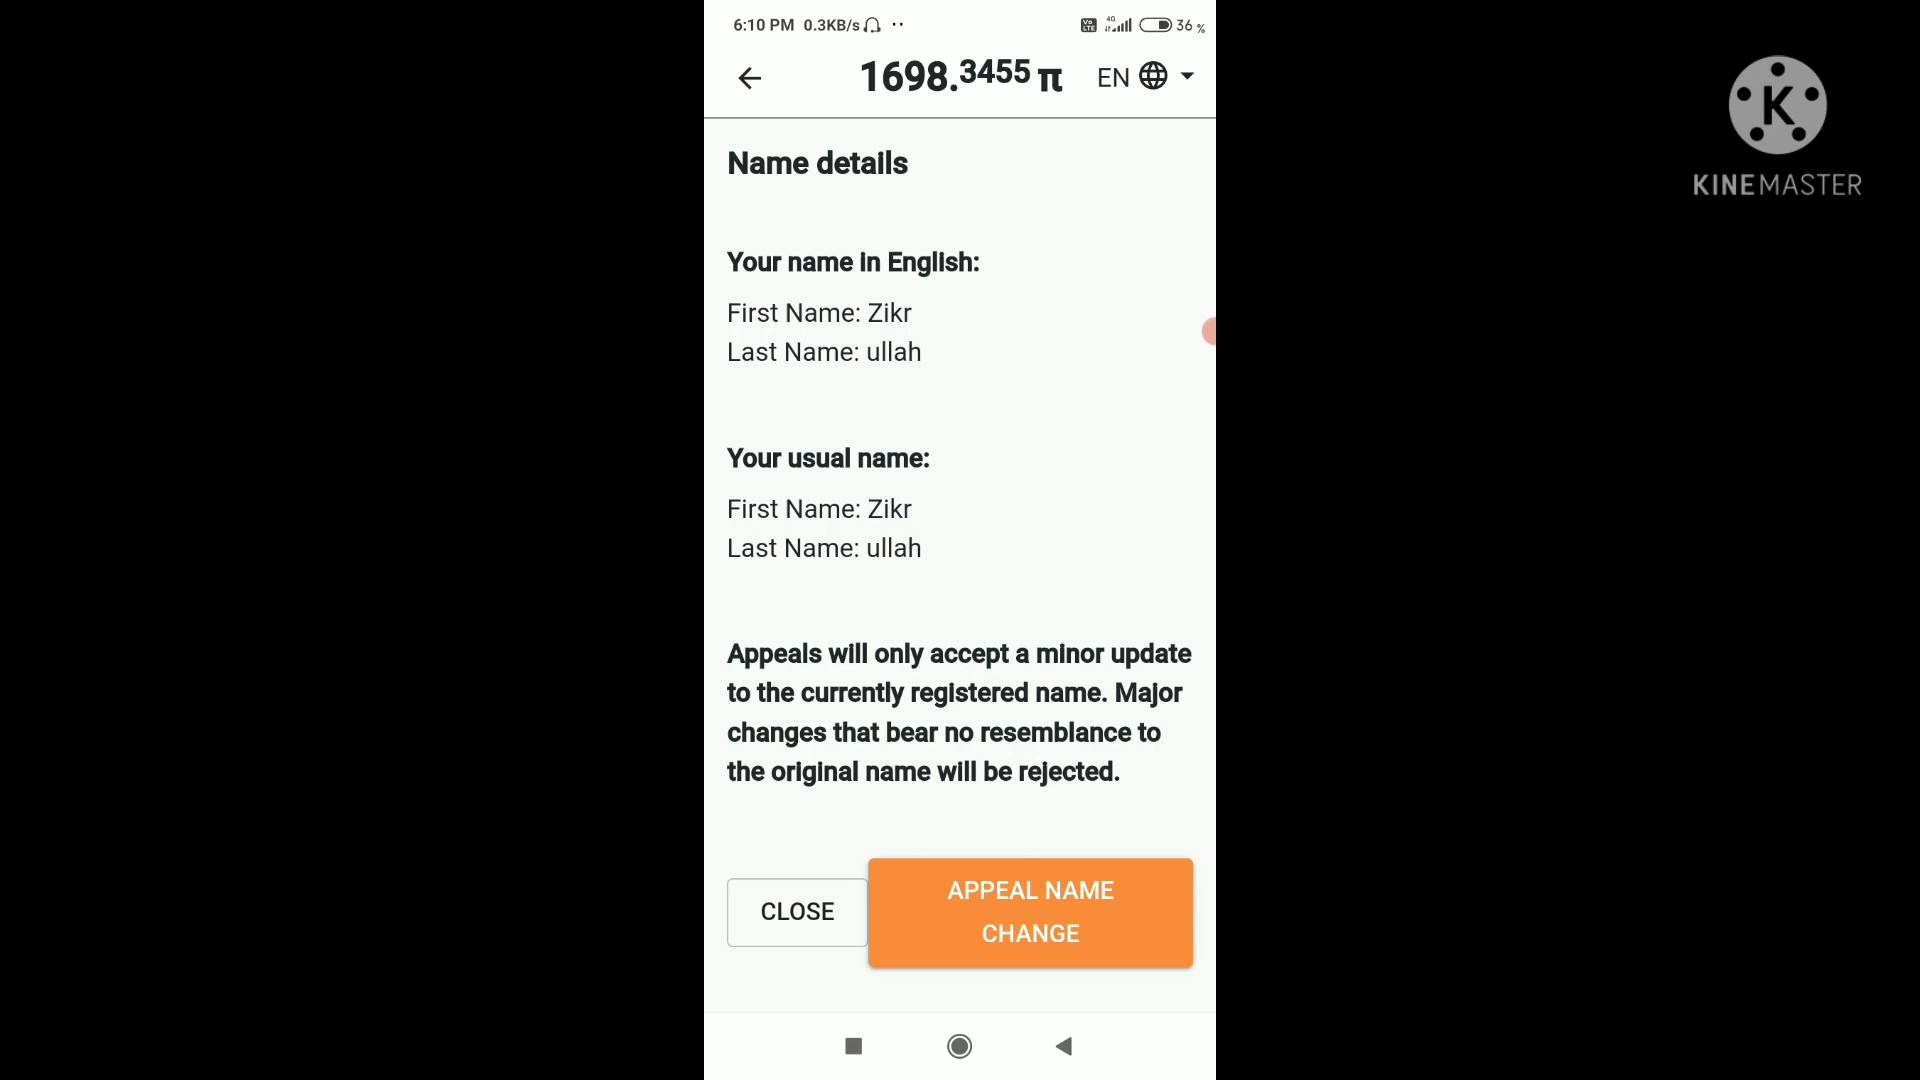 6:10 PM 0.3KB/s
Vo LTE 4G 36 %
1698.3455 π EN
K
KINEMASTER
Name details
Your name in English:
First Name: Zikr
Last Name: ullah
Your usual name:
First Name: Zikr
Last Name: ullah
Appeals will only accept a minor update
to the currently registered name. Major
changes that bear no resemblance to
the original name will be rejected.
CLOSE
APPEAL NAME
CHANGE